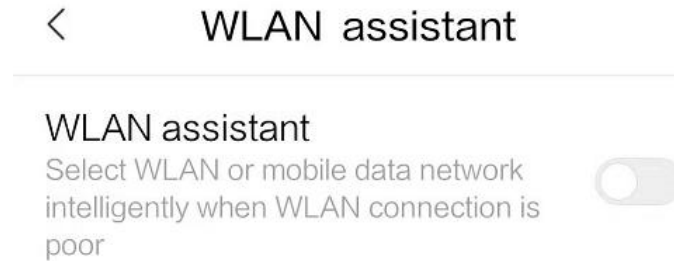 WLAN assistant
WLAN assistant
Select WLAN or mobile data network
intelligently when WLAN connection is
poor